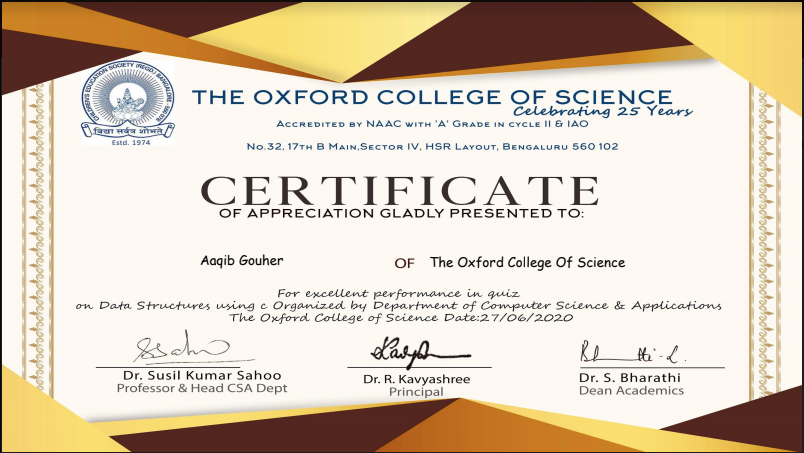 CHILDREN'S EDUCATION SOCIETY (REGD) BANGALORE
विद्या सर्वत्र शोभते
Estd. 1974
THE OXFORD COLLEGE OF SCIENCE
Celebrating 25 Years
ACCREDITED BY NAAC WITH 'A' GRADE IN CYCLE II & IAO
NO.32, 17TH B MAIN,SECTOR IV, HSR LAYOUT, BENGALURU 560 102
CERTIFICATE
OF APPRECIATION GLADLY PRESENTED TO:
Aaqib Gouher OF The Oxford College Of Science
For excellent performance in quiz
on Data Structures using c Organized by Department of Computer Science & Applications
The Oxford College of Science Date:27/06/2020
Dr. Susil Kumar Sahoo
Professor & Head CSA Dept
Dr. R. Kavyashree
Principal
Dr. S. Bharathi
Dean Academics